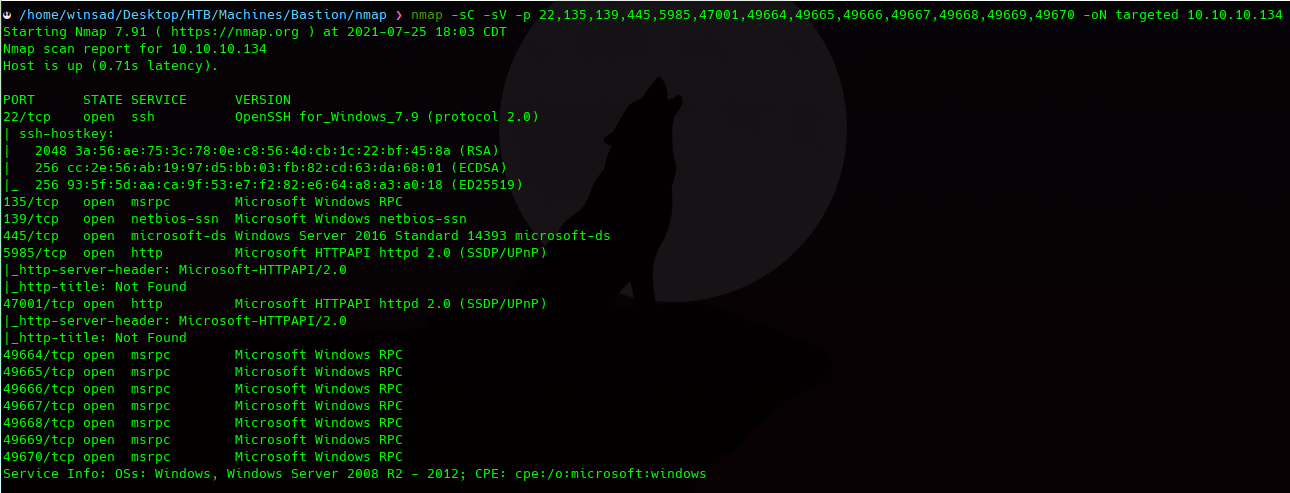 /home/winsad/Desktop/HTB/Machines/Bastion/nmap ❯ nmap -sC -sV -p 22,135,139,445,5985,47001,49664,49665,49666,49667,49668,49669,49670 -oN targeted 10.10.10.134
Starting Nmap 7.91 ( https://nmap.org ) at 2021-07-25 18:03 CDT
Nmap scan report for 10.10.10.134
Host is up (0.71s latency).
PORT      STATE SERVICE      VERSION
22/tcp    open  ssh          OpenSSH for_Windows_7.9 (protocol 2.0)
| ssh-hostkey:
|   2048 3a:56:ae:75:3c:78:0e:c8:56:4d:cb:1c:22:bf:45:8a (RSA)
|   256 cc:2e:56:ab:19:97:d5:bb:03:fb:82:cd:63:da:68:01 (ECDSA)
|_  256 93:5f:5d:aa:ca:9f:53:e7:f2:82:e6:64:a8:a3:a0:18 (ED25519)
135/tcp   open  msrpc        Microsoft Windows RPC
139/tcp   open  netbios-ssn  Microsoft Windows netbios-ssn
445/tcp   open  microsoft-ds Windows Server 2016 Standard 14393 microsoft-ds
5985/tcp  open  http         Microsoft HTTPAPI httpd 2.0 (SSDP/UPnP)
|_http-server-header: Microsoft-HTTPAPI/2.0
|_http-title: Not Found
47001/tcp open  http         Microsoft HTTPAPI httpd 2.0 (SSDP/UPnP)
|_http-server-header: Microsoft-HTTPAPI/2.0
|_http-title: Not Found
49664/tcp open  msrpc        Microsoft Windows RPC
49665/tcp open  msrpc        Microsoft Windows RPC
49666/tcp open  msrpc        Microsoft Windows RPC
49667/tcp open  msrpc        Microsoft Windows RPC
49668/tcp open  msrpc        Microsoft Windows RPC
49669/tcp open  msrpc        Microsoft Windows RPC
49670/tcp open  msrpc        Microsoft Windows RPC
Service Info: OSs: Windows, Windows Server 2008 R2 - 2012; CPE: cpe:/o:microsoft:windows